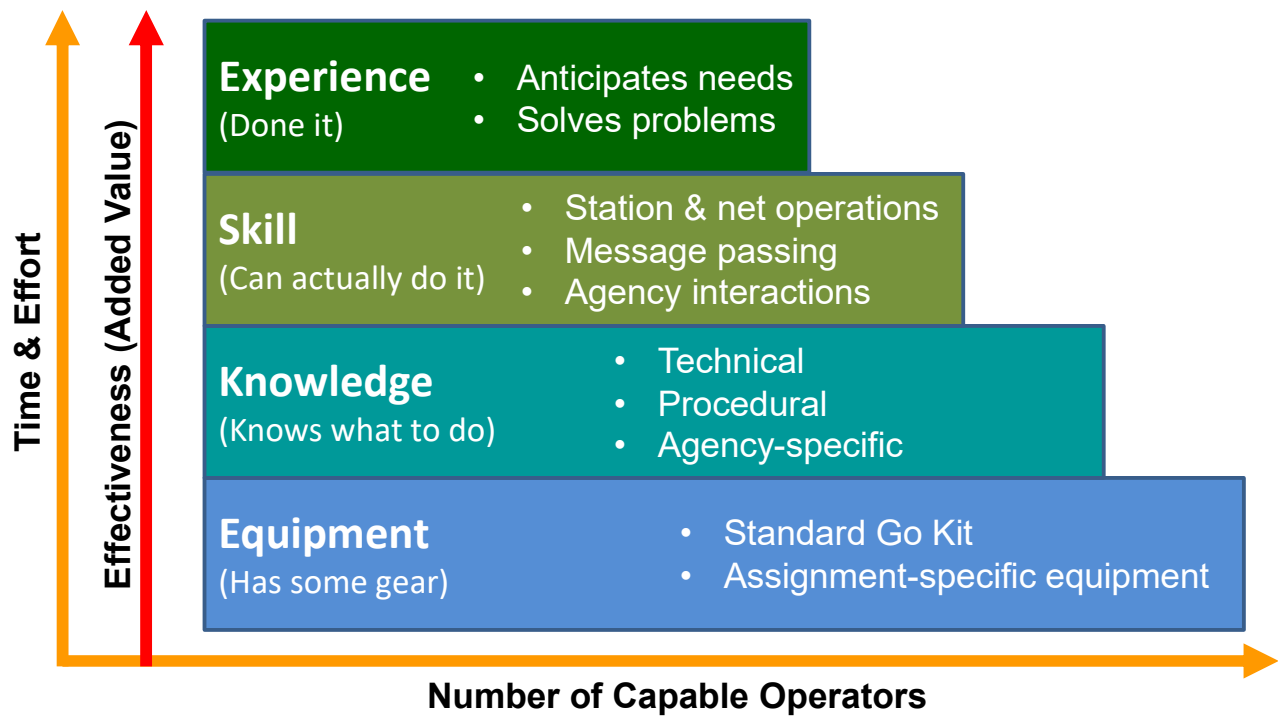 Time & Effort
Effectiveness (Added Value)
Experience
(Done it)
• Anticipates needs
• Solves problems
Skill
(Can actually do it)
• Station & net operations
• Message passing
• Agency interactions
Knowledge
(Knows what to do)
• Technical
• Procedural
• Agency-specific
Equipment
(Has some gear)
• Standard Go Kit
• Assignment-specific equipment
Number of Capable Operators